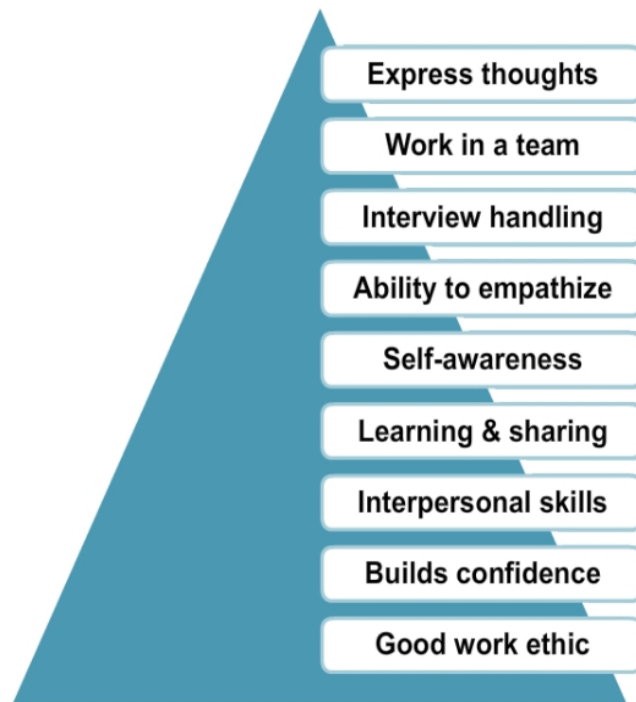 Express thoughts
Work in a team
Interview handling
Ability to empathize
Self-awareness
Learning & sharing
Interpersonal skills
Builds confidence
Good work ethic